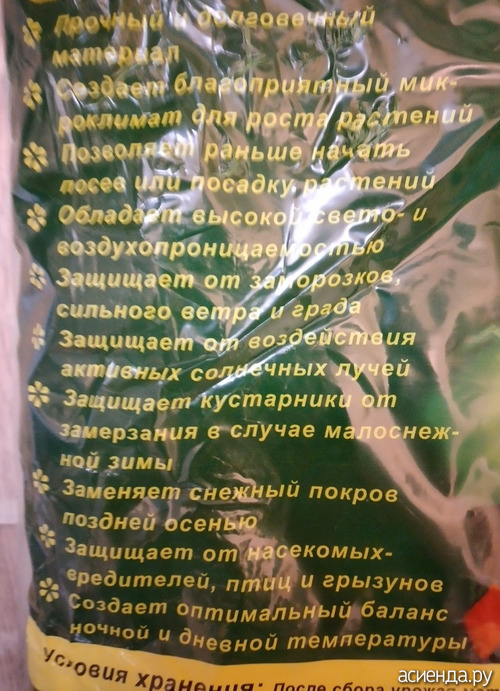 Прочный и долговечный
материал
Создает благоприятный мик-
роклимат для роста растений
Позволяет раньше начать
посев или посадку растений
Обладает высокой свето- и
воздухопроницаемостью
Защищает от заморозков,
сильного ветра и града
Защищает от воздействия
активных солнечных лучей
Защищает кустарники от
замерзания в случае малоснеж-
ной зимы
Заменяет снежный покров
поздней осенью
Защищает от насекомых-
вредителей, птиц и грызунов
Создает оптимальный баланс
ночной и дневной температуры
Условия хранения: После сбора урожая
асиенда.ру